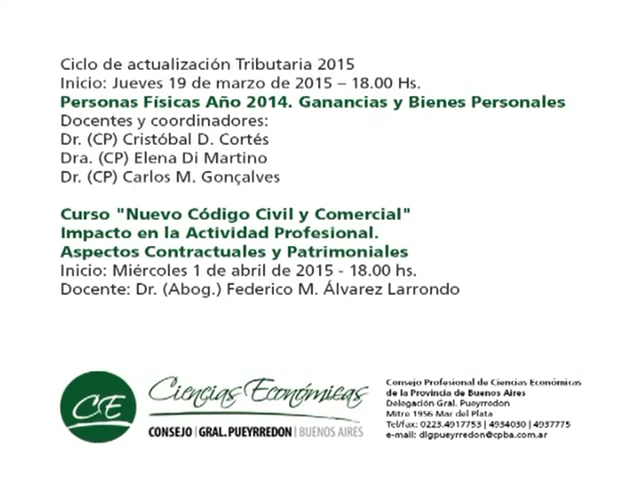 Ciclo de actualización Tributaria 2015
Inicio: Jueves 19 de marzo de 2015 – 18.00 Hs.
Personas Físicas Año 2014. Ganancias y Bienes Personales
Docentes y coordinadores:
Dr. (CP) Cristóbal D. Cortés
Dra. (CP) Elena Di Martino
Dr. (CP) Carlos M. Gonçalves
Curso "Nuevo Código Civil y Comercial"
Impacto en la Actividad Profesional.
Aspectos Contractuales y Patrimoniales
Inicio: Miércoles 1 de abril de 2015 - 18.00 hs.
Docente: Dr. (Abog.) Federico M. Álvarez Larrondo
CE
Ciencias Económicas
CONSEJO | GRAL. PUEYRREDON | BUENOS AIRES
Consejo Profesional de Ciencias Económicas
de la Provincia de Buenos Aires
Delegación Gral. Pueyrredon
Mitre 1956 Mar del Plata
Tel/fax: 0223.4917753 | 4934030 | 4937775
e-mail: dlgpueyrredon@cpba.com.ar